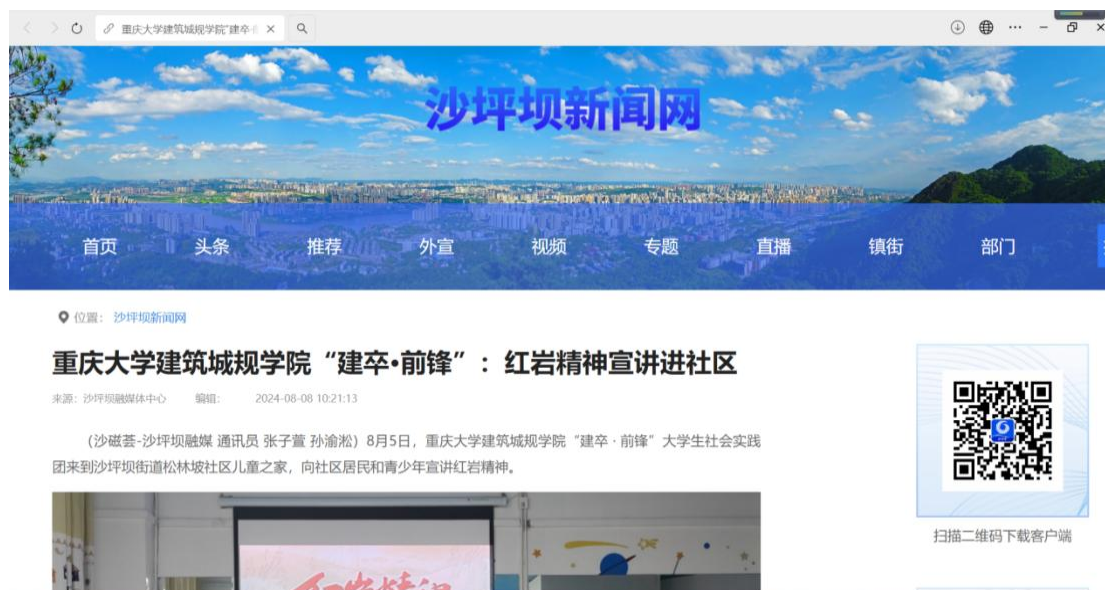 重庆大学建筑城规学院“建卒·
沙坪坝新闻网
首页 头条 推荐 外宣 视频 专题 直播 镇街 部门
位置： 沙坪坝新闻网
重庆大学建筑城规学院“建卒•前锋”：红岩精神宣讲进社区
来源：沙坪坝融媒体中心 编辑： 2024-08-08 10:21:13
（沙磁荟-沙坪坝融媒 通讯员 张子萱 孙渝淞）8月5日，重庆大学建筑城规学院“建卒·前锋”大学生社会实践
团来到沙坪坝街道松林坡社区儿童之家，向社区居民和青少年宣讲红岩精神。
扫描二维码下载客户端
红岩精神